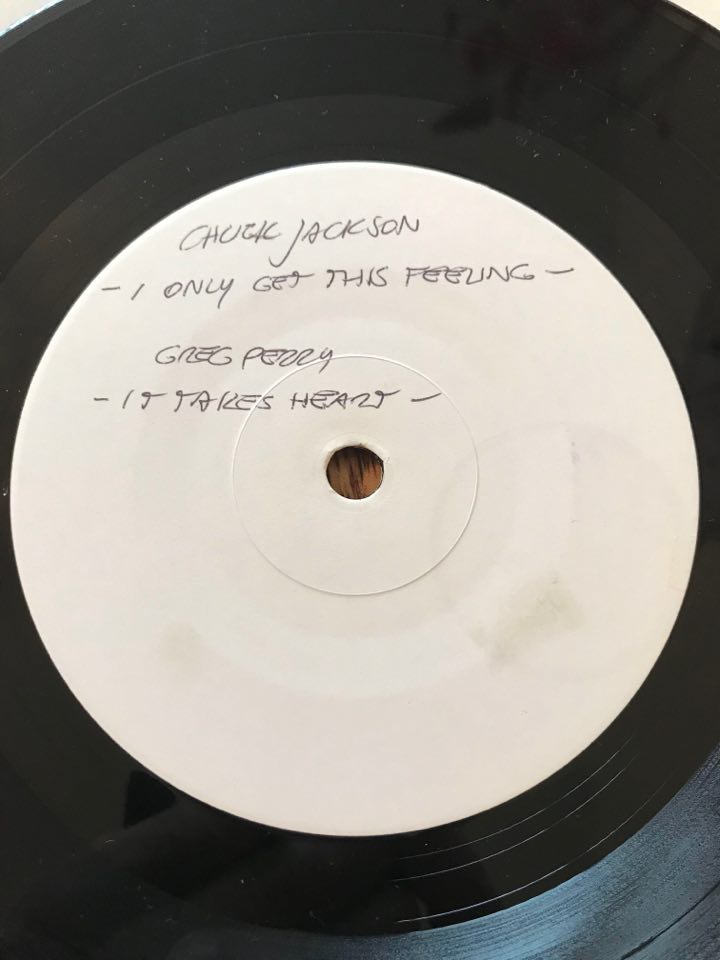 CHUCK JACKSON
- I ONLY GET THIS FEELING -
GREG PERRY
- IT TAKES HEART -